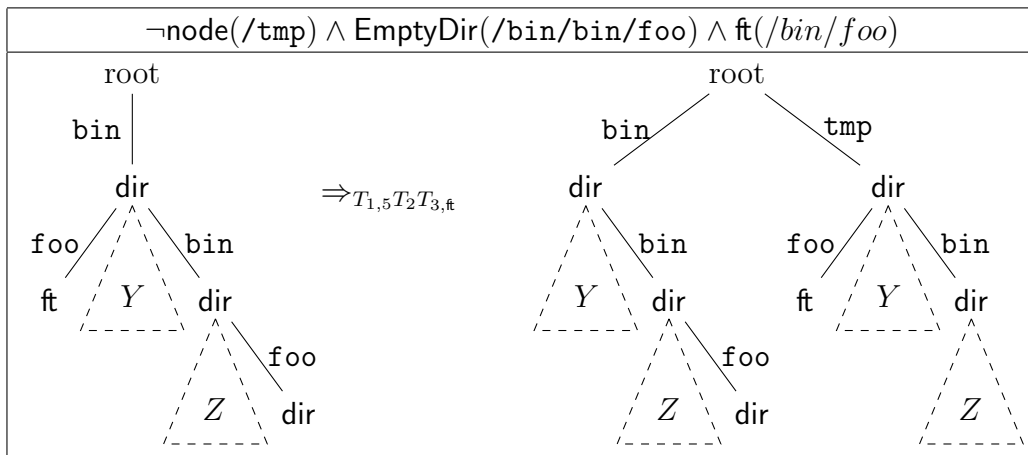 ¬node(/tmp) ∧ EmptyDir(/bin/bin/foo) ∧ ft(/bin/foo)
root root
bin bin tmp
dir ⇒T1,5T2T3,ft dir dir
foo bin bin foo bin
ft Y dir Y dir ft Y dir
foo foo
Z dir Z dir Z